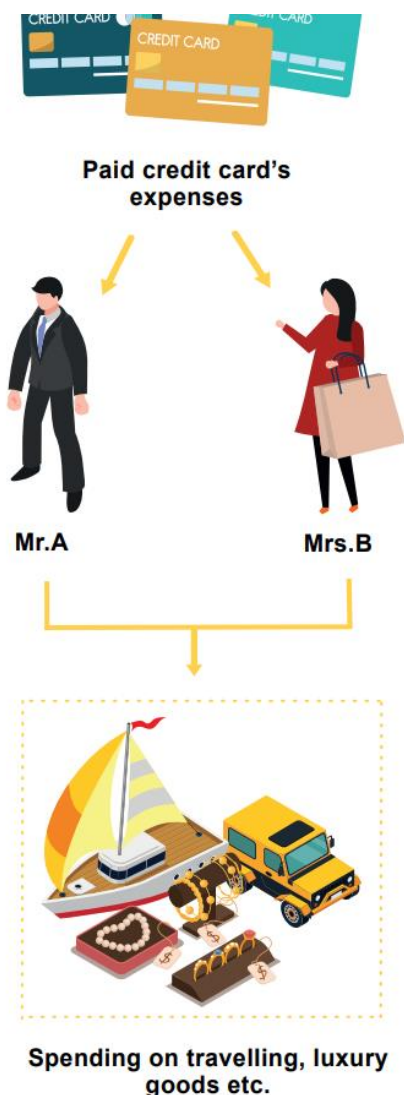 CREDIT CARD
CREDIT CARD
CREDIT CARD
Paid credit card's
expenses
Mr.A
Mrs.B
$
$
$
Spending on travelling, luxury
goods etc.